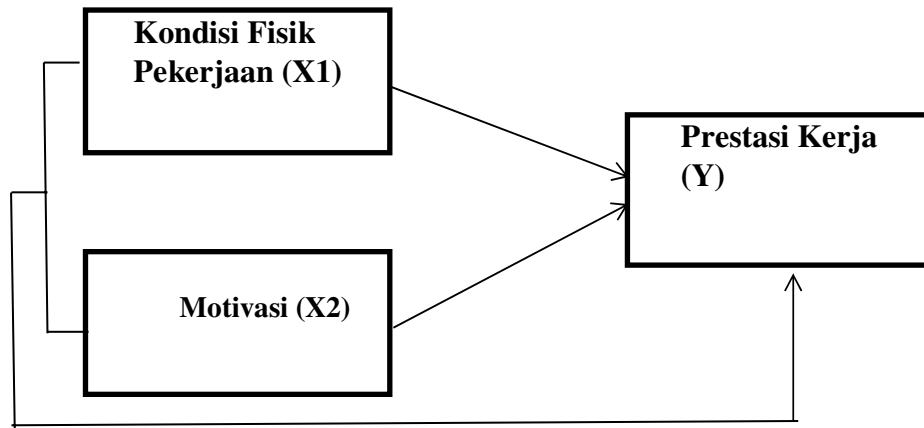 Kondisi Fisik
Pekerjaan (X1)
Prestasi Kerja
(Y)
Motivasi (X2)